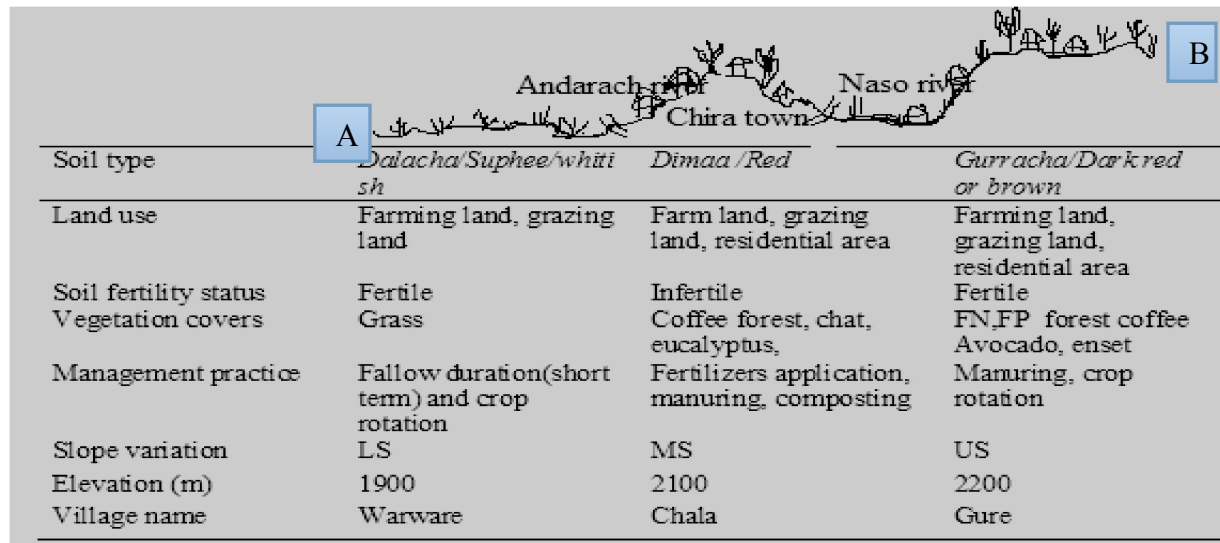 B
Andarach river
Naso river
Chira town
A
Soil type Dalacha/Suphee/whiti Dimaa /Red Gurracha/Dark red
sh or brown
Land use Farming land, grazing Farm land, grazing Farming land,
land land, residential area grazing land,
residential area
Soil fertility status Fertile Infertile Fertile
Vegetation covers Grass Coffee forest, chat, FN,FP forest coffee
eucalyptus, Avocado, enset
Management practice Fallow duration(short Fertilizers application, Manuring, crop
term) and crop manuring, composting rotation
rotation
Slope variation LS MS US
Elevation (m) 1900 2100 2200
Village name Warware Chala Gure